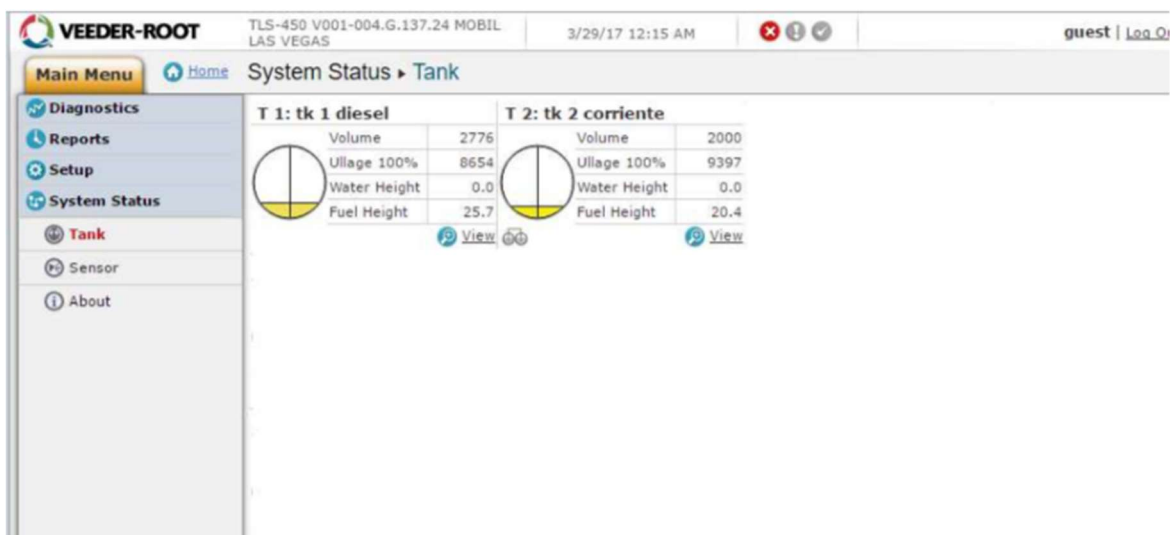 VEEDER-ROOT
TLS-450 V001-004.G.137.24 MOBIL
LAS VEGAS
3/29/17 12:15 AM
guest | Log Ou
Main Menu
Home
System Status ▸ Tank
Diagnostics
Reports
Setup
System Status
Tank
Sensor
About
T 1: tk 1 diesel
Volume 2776
Ullage 100% 8654
Water Height 0.0
Fuel Height 25.7
View
T 2: tk 2 corriente
Volume 2000
Ullage 100% 9397
Water Height 0.0
Fuel Height 20.4
View